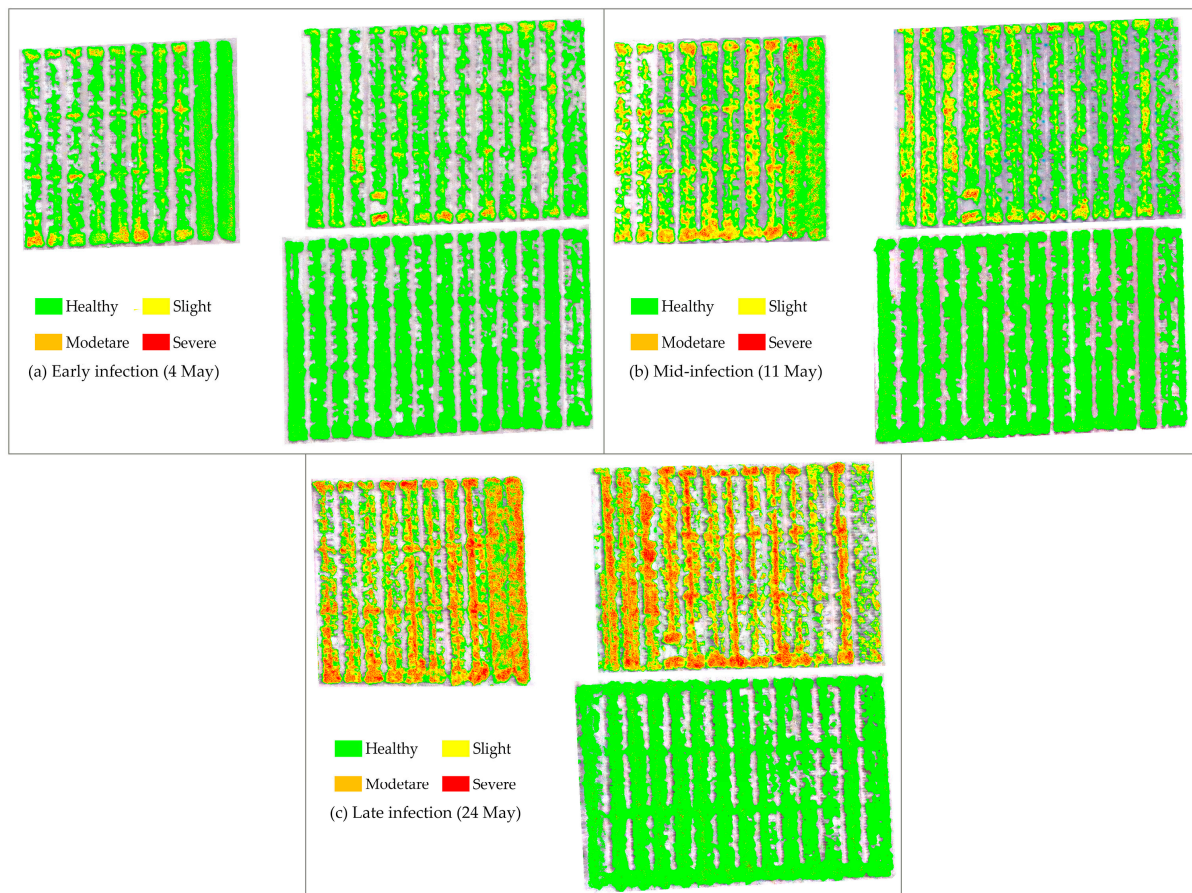 Healthy Slight
Modetare Severe
(a) Early infection (4 May)
Healthy Slight
Modetare Severe
(b) Mid-infection (11 May)
Healthy Slight
Modetare Severe
(c) Late infection (24 May)